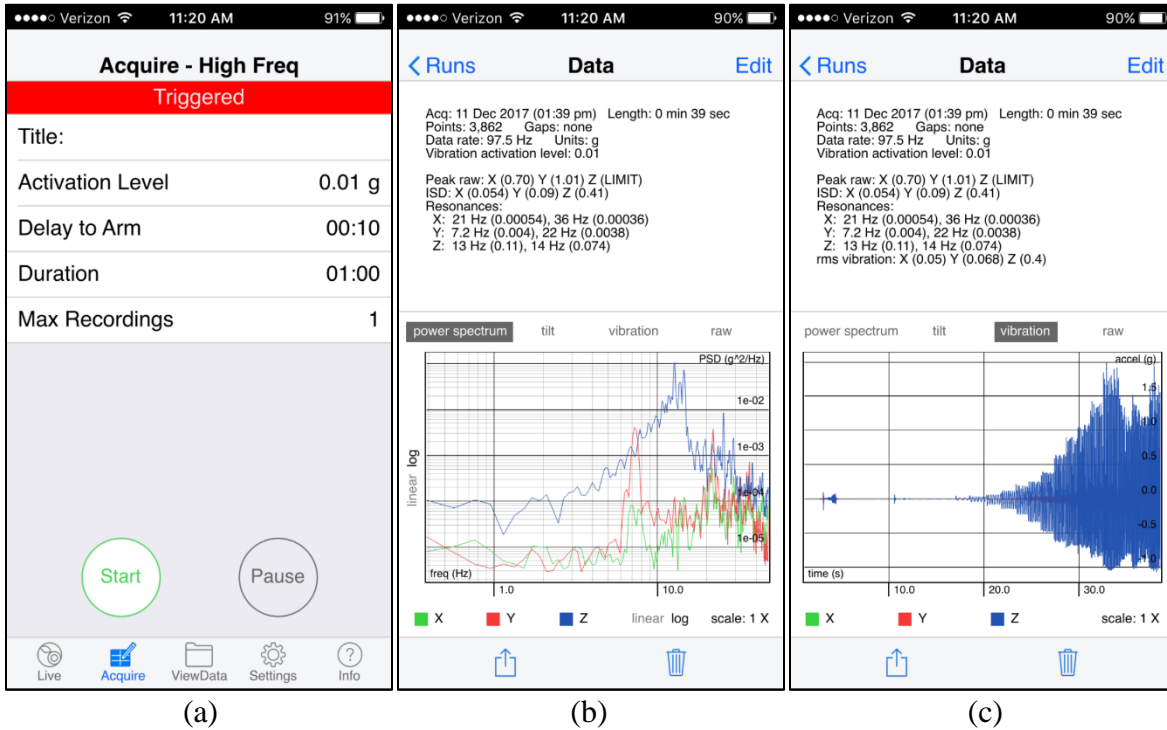 Verizon 11:20 AM 91%
Acquire - High Freq
Triggered
Title:
Activation Level 0.01 g
Delay to Arm 00:10
Duration 01:00
Max Recordings 1
Start Pause
Live Acquire ViewData Settings Info
(a)
Verizon 11:20 AM 90%
Runs Data Edit
Acq: 11 Dec 2017 (01:39 pm) Length: 0 min 39 sec
Points: 3,862 Gaps: none
Data rate: 97.5 Hz Units: g
Vibration activation level: 0.01
Peak raw: X (0.70) Y (1.01) Z (LIMIT)
ISD: X (0.054) Y (0.09) Z (0.41)
Resonances:
X: 21 Hz (0.00054), 36 Hz (0.00036)
Y: 7.2 Hz (0.004), 22 Hz (0.0038)
Z: 13 Hz (0.11), 14 Hz (0.074)
power spectrum tilt vibration raw
PSD (g^2/Hz)
1e-02
1e-03
1e-04
1e-05
linear log
freq (Hz)
1.0 10.0
X Y Z linear log scale: 1 X
(b)
Verizon 11:20 AM 90%
Runs Data Edit
Acq: 11 Dec 2017 (01:39 pm) Length: 0 min 39 sec
Points: 3,862 Gaps: none
Data rate: 97.5 Hz Units: g
Vibration activation level: 0.01
Peak raw: X (0.70) Y (1.01) Z (LIMIT)
ISD: X (0.054) Y (0.09) Z (0.41)
Resonances:
X: 21 Hz (0.00054), 36 Hz (0.00036)
Y: 7.2 Hz (0.004), 22 Hz (0.0038)
Z: 13 Hz (0.11), 14 Hz (0.074)
rms vibration: X (0.05) Y (0.068) Z (0.4)
power spectrum tilt vibration raw
accel (g)
1.5
1.0
0.5
0.0
-0.5
-1.0
time (s)
10.0 20.0 30.0
X Y Z scale: 1 X
(c)